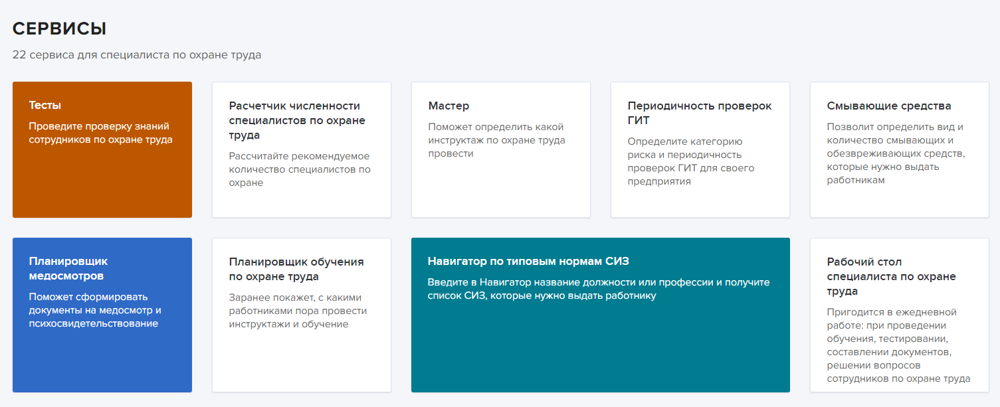 СЕРВИСЫ
22 сервиса для специалиста по охране труда
Тесты
Проведите проверку знаний
сотрудников по охране труда
Расчетчик численности
специалистов по охране
труда
Рассчитайте рекомендуемое
количество специалистов по
охране
Мастер
Поможет определить какой
инструктаж по охране труда
провести
Периодичность проверок
ГИТ
Определите категорию
риска и периодичность
проверок ГИТ для своего
предприятия
Смывающие средства
Позволит определить вид и
количество смывающих и
обезвреживающих средств,
которые нужно выдать
работникам
Планировщик
медосмотров
Поможет сформировать
документы на медосмотр и
психосвидетельствование
Планировщик обучения
по охране труда
Заранее покажет, с какими
работниками пора провести
инструктажи и обучение
Навигатор по типовым нормам СИЗ
Введите в Навигатор название должности или профессии и получите
список СИЗ, которые нужно выдать работнику
Рабочий стол
специалиста по охране
труда
Пригодится в ежедневной
работе: при проведении
обучения, тестировании,
составлении документов,
решении вопросов
сотрудников по охране труда